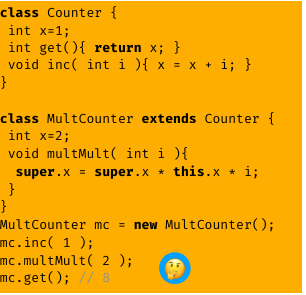 class Counter {
 int x=1;
 int get(){ return x; }
 void inc( int i ){ x = x + i; }
}

class MultCounter extends Counter {
 int x=2;
 void multMult( int i ){
  super.x = super.x * this.x * i;
 }
}
MultCounter mc = new MultCounter();
mc.inc( 1 );
mc.multMult( 2 );
mc.get(); // 8